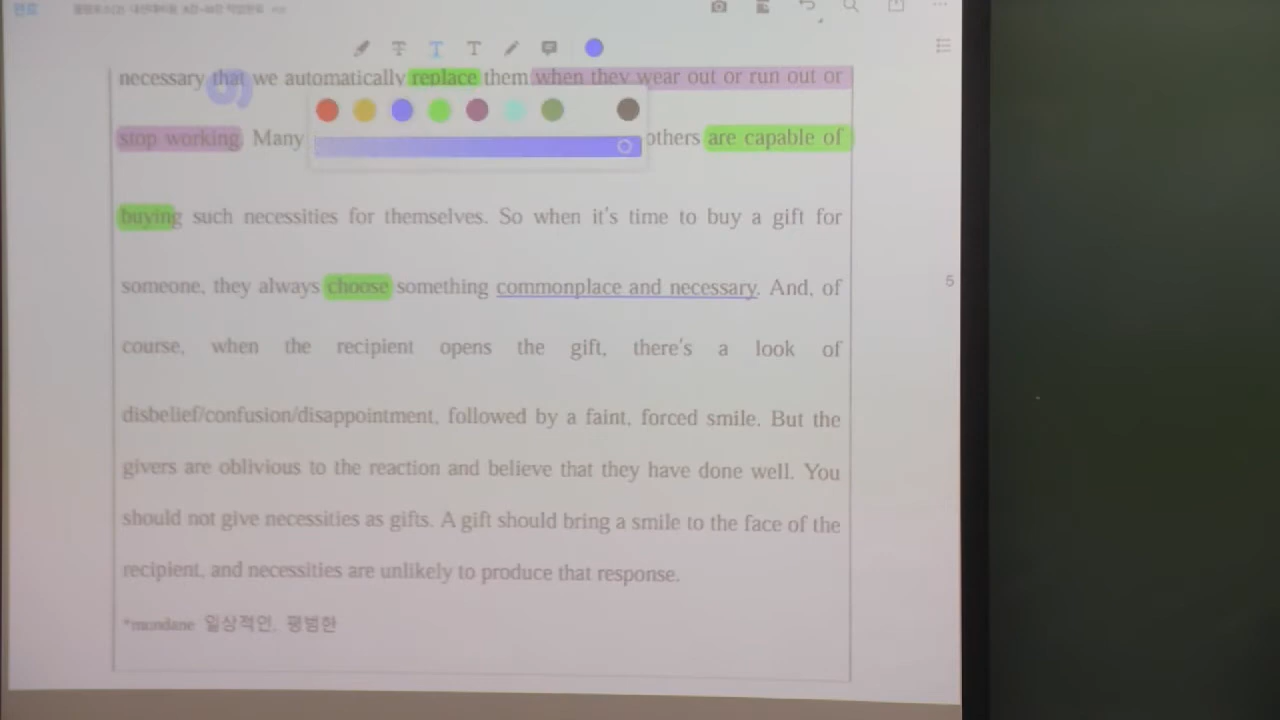 완료
necessary that we automatically replace them when they wear out or run out or
stop working. Many others are capable of
buying such necessities for themselves. So when it's time to buy a gift for
someone, they always choose something commonplace and necessary. And, of
course, when the recipient opens the gift, there's a look of
disbelief/confusion/disappointment, followed by a faint, forced smile. But the
givers are oblivious to the reaction and believe that they have done well. You
should not give necessities as gifts. A gift should bring a smile to the face of the
recipient, and necessities are unlikely to produce that response.
*mundane 일상적인, 평범한
5